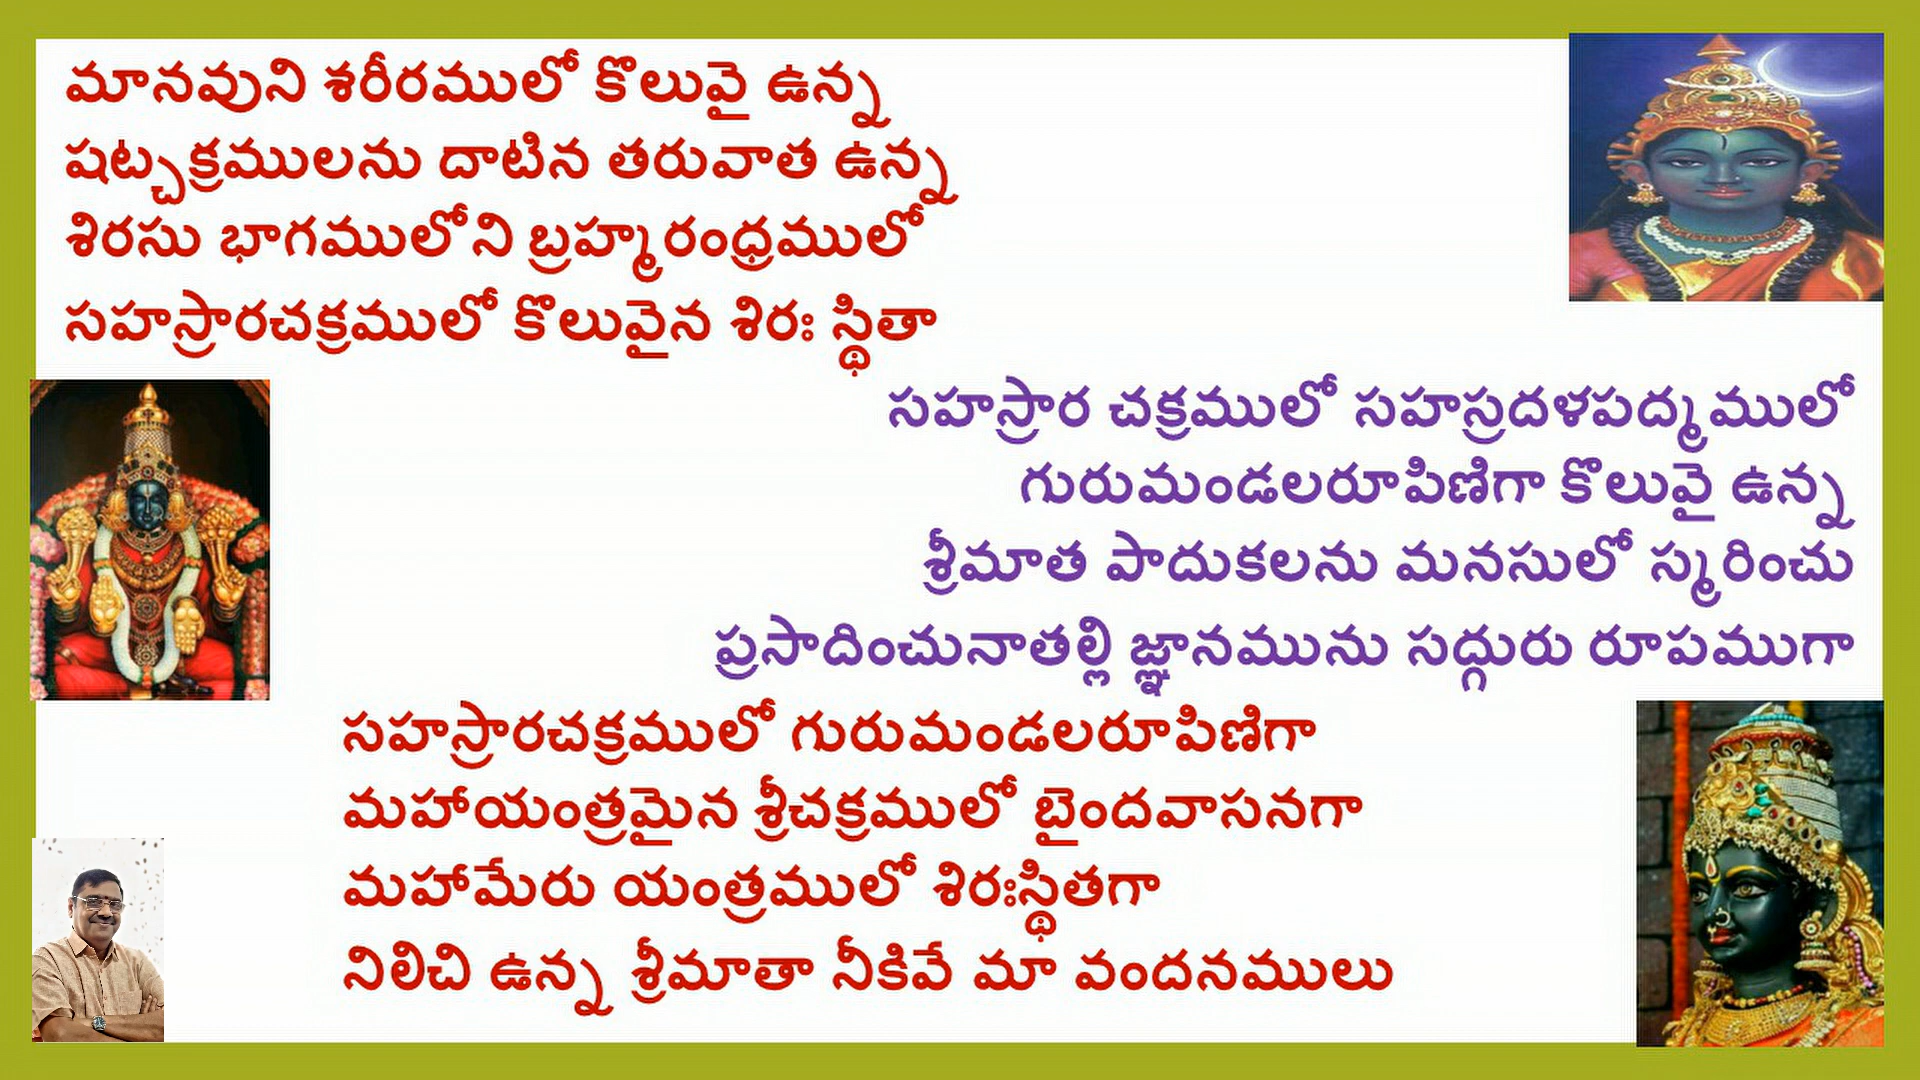 మానవుని శరీరములో కొలువై ఉన్న
షట్చక్రములను దాటిన తరువాత ఉన్న
శిరసు భాగములోని బ్రహ్మరంధ్రములో
సహస్రారచక్రములో కొలువైన శిరః స్థితా
సహస్రార చక్రములో సహస్రదళపద్మములో
గురుమండలరూపిణిగా కొలువై ఉన్న
శ్రీమాత పాదుకలను మనసులో స్మరించు
ప్రసాదించునాతల్లి జ్ఞానమును సద్గురు రూపముగా
సహస్రారచక్రములో గురుమండలరూపిణిగా
మహాయంత్రమైన శ్రీచక్రములో బైందవాసనగా
మహామేరు యంత్రములో శిరఃస్థితగా
నిలిచి ఉన్న శ్రీమాతా నీకివే మా వందనములు